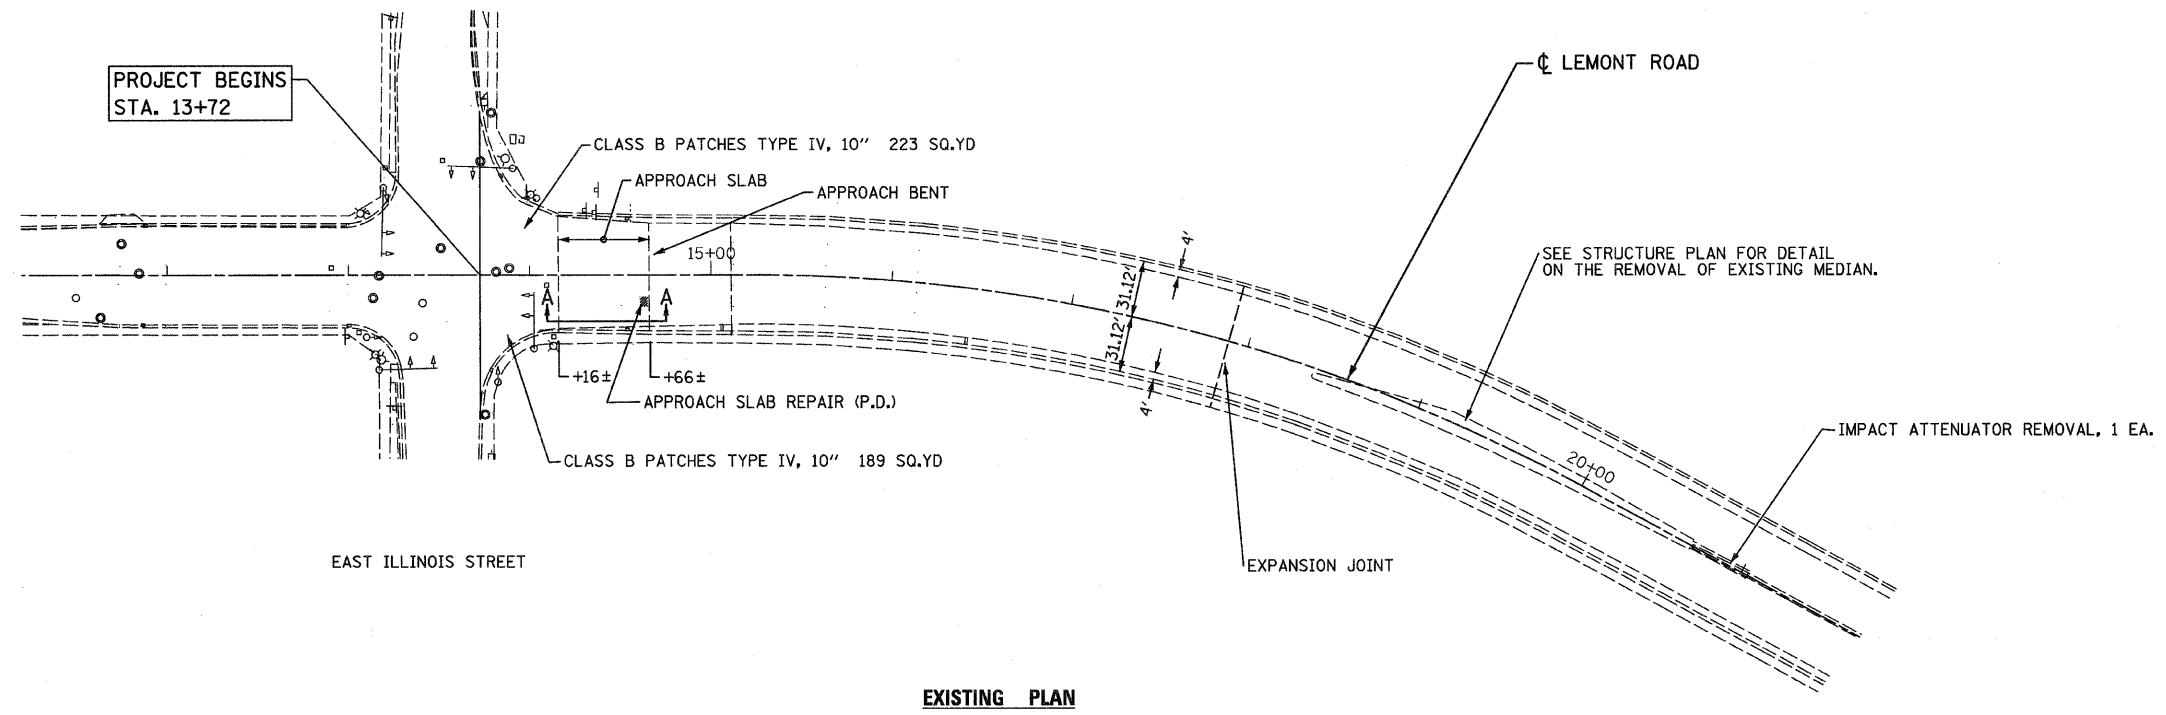 ℄ LEMONT ROAD
PROJECT BEGINS
STA. 13+72
CLASS B PATCHES TYPE IV, 10" 223 SQ.YD
APPROACH SLAB
APPROACH BENT
15+00
4'
SEE STRUCTURE PLAN FOR DETAIL
ON THE REMOVAL OF EXISTING MEDIAN.
31.12'
31.12'
A
A
+16±
+66±
APPROACH SLAB REPAIR (P.D.)
4'
IMPACT ATTENUATOR REMOVAL, 1 EA.
CLASS B PATCHES TYPE IV, 10" 189 SQ.YD
20+00
EAST ILLINOIS STREET
EXPANSION JOINT
EXISTING PLAN